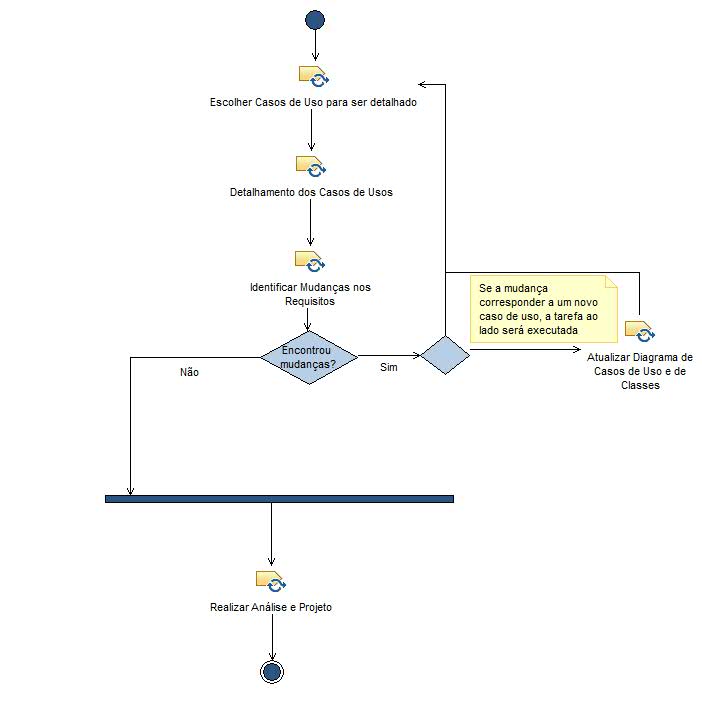 Escolher Casos de Uso para ser detalhado
Detalhamento dos Casos de Usos
Identificar Mudanças nos
Requisitos
Se a mudança
corresponder a um novo
caso de uso, a tarefa ao
lado será executada
Encontrou
mudanças?
Não
Sim
Atualizar Diagrama de
Casos de Uso e de
Classes
Realizar Análise e Projeto